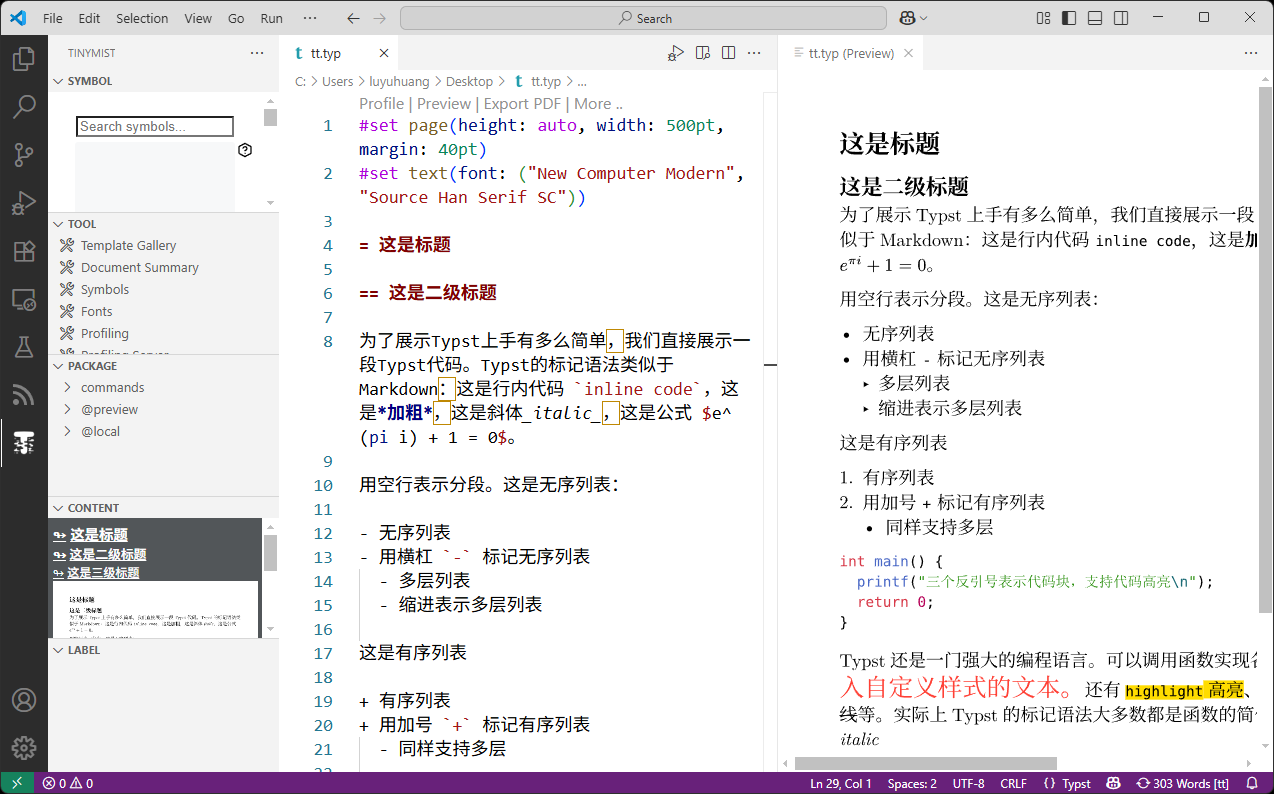 File Edit Selection View Go Run ··· Search
TINYMIST ···
SYMBOL
Search symbols...
TOOL
Template Gallery
Document Summary
Symbols
Fonts
Profiling
Profiling Server
PACKAGE
commands
@preview
@local
CONTENT
这是标题
这是二级标题
这是三级标题
LABEL
tt.typ
C: > Users > luyuhuang > Desktop > tt.typ > ...
Profile | Preview | Export PDF | More ..
1 #set page(height: auto, width: 500pt,
margin: 40pt)
2 #set text(font: ("New Computer Modern",
"Source Han Serif SC"))
3
4 = 这是标题
5
6 == 这是二级标题
7
8 为了展示Typst上手有多么简单，我们直接展示一
段Typst代码。Typst的标记语法类似于
Markdown：这是行内代码 `inline code`，这
是*加粗*，这是斜体_italic_，这是公式 $e^
(pi i) + 1 = 0$。
9
10 用空行表示分段。这是无序列表：
11
12 - 无序列表
13 - 用横杠 `-` 标记无序列表
14 - 多层列表
15 - 缩进表示多层列表
16
17 这是有序列表
18
19 + 有序列表
20 + 用加号 `+` 标记有序列表
21 - 同样支持多层
tt.typ (Preview)
这是标题
这是二级标题
为了展示 Typst 上手有多么简单，我们直接展示一段
似于 Markdown：这是行内代码 inline code，这是加
e^{πi} + 1 = 0。
用空行表示分段。这是无序列表：
• 无序列表
• 用横杠 - 标记无序列表
‣ 多层列表
‣ 缩进表示多层列表
这是有序列表
1. 有序列表
2. 用加号 + 标记有序列表
• 同样支持多层
int main() {
printf("三个反引号表示代码块，支持代码高亮\n");
return 0;
}
Typst 还是一门强大的编程语言。可以调用函数实现
入自定义样式的文本。还有 highlight 高亮、
线等。实际上 Typst 的标记语法大多数都是函数的简
italic
0 0 Ln 29, Col 1 Spaces: 2 UTF-8 CRLF {} Typst 303 Words [tt]